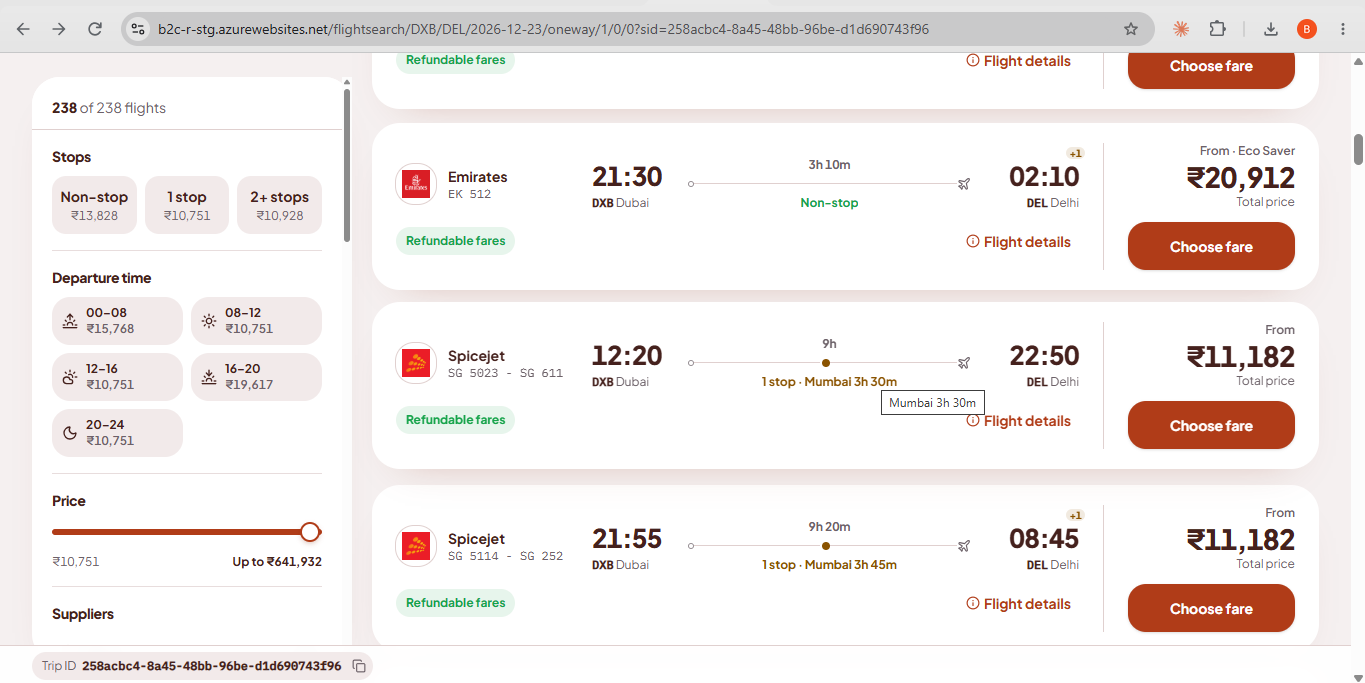 b2c-r-stg.azurewebsites.net/flightsearch/DXB/DEL/2026-12-23/oneway/1/0/0?sid=258acbc4-8a45-48bb-96be-d1d690743f96
B
238 of 238 flights
Stops
Non-stop
₹13,828
1 stop
₹10,751
2+ stops
₹10,928
Departure time
00–08
₹15,768
08–12
₹10,751
12–16
₹10,751
16–20
₹19,617
20–24
₹10,751
Price
₹10,751
Up to ₹641,932
Suppliers
Refundable fares
Flight details
Choose fare
Emirates
Emirates
EK 512
21:30
DXB Dubai
3h 10m
Non-stop
+1
02:10
DEL Delhi
Refundable fares
Flight details
From · Eco Saver
₹20,912
Total price
Choose fare
Spicejet
SG 5023 - SG 611
12:20
DXB Dubai
9h
1 stop · Mumbai 3h 30m
Mumbai 3h 30m
22:50
DEL Delhi
Refundable fares
Flight details
From
₹11,182
Total price
Choose fare
Spicejet
SG 5114 - SG 252
21:55
DXB Dubai
9h 20m
1 stop · Mumbai 3h 45m
+1
08:45
DEL Delhi
Refundable fares
Flight details
From
₹11,182
Total price
Choose fare
Trip ID 258acbc4-8a45-48bb-96be-d1d690743f96